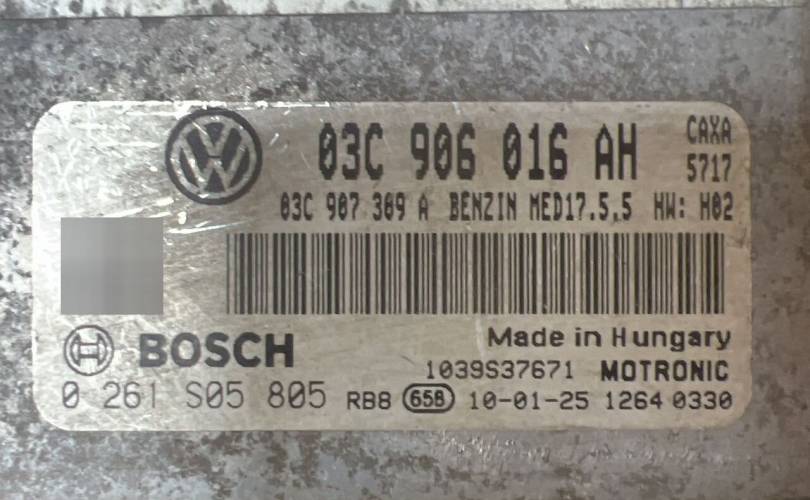 03C 906 016 AH CAXA
5717
03C 907 309 A BENZIN MED17.5.5 HW: H02
BOSCH Made in Hungary
1039S37671 MOTRONIC
0 261 S05 805 RB8 658 10-01-25 1264 0330